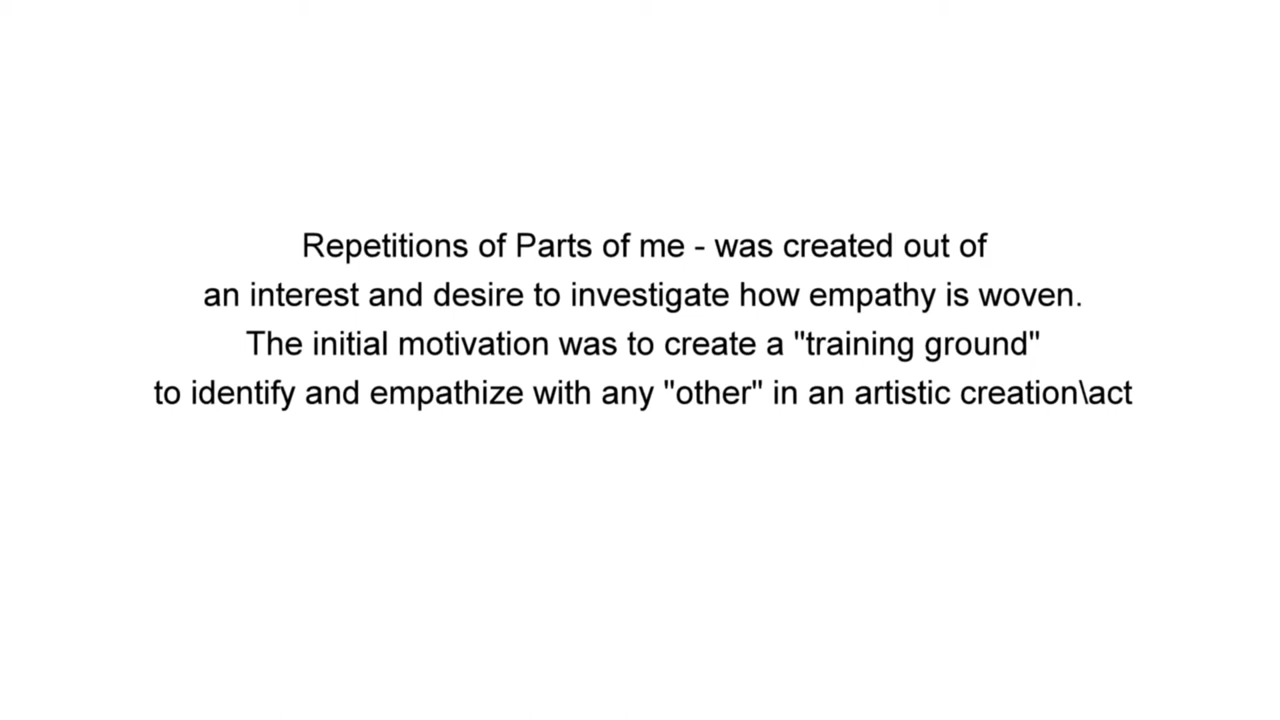 Repetitions of Parts of me - was created out of
an interest and desire to investigate how empathy is woven.
The initial motivation was to create a "training ground"
to identify and empathize with any "other" in an artistic creation\act